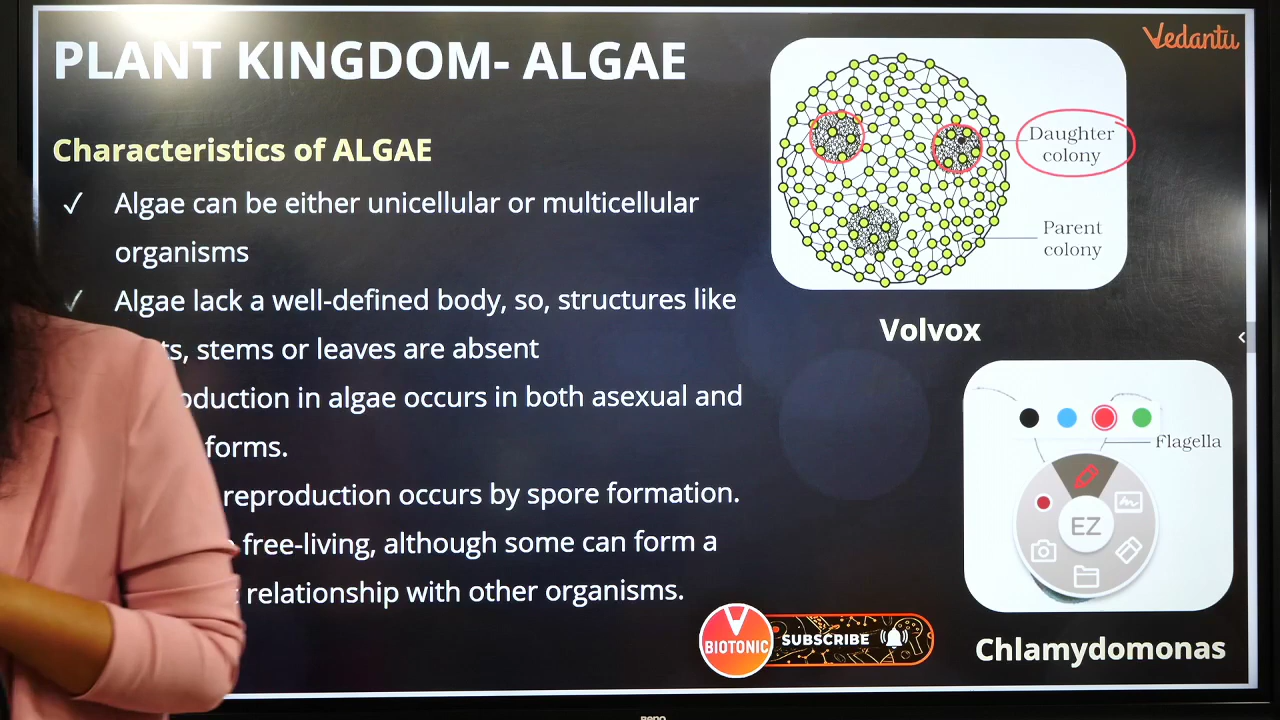 Vedantu
PLANT KINGDOM- ALGAE
Characteristics of ALGAE
✓ Algae can be either unicellular or multicellular
organisms
✓ Algae lack a well-defined body, so, structures like
stems or leaves are absent
in algae occurs in both asexual and
forms.
reproduction occurs by spore formation.
free-living, although some can form a
relationship with other organisms.
Daughter
colony
Parent
colony
Volvox
Flagella
EZ
Chlamydomonas
BIOTONIC
SUBSCRIBE